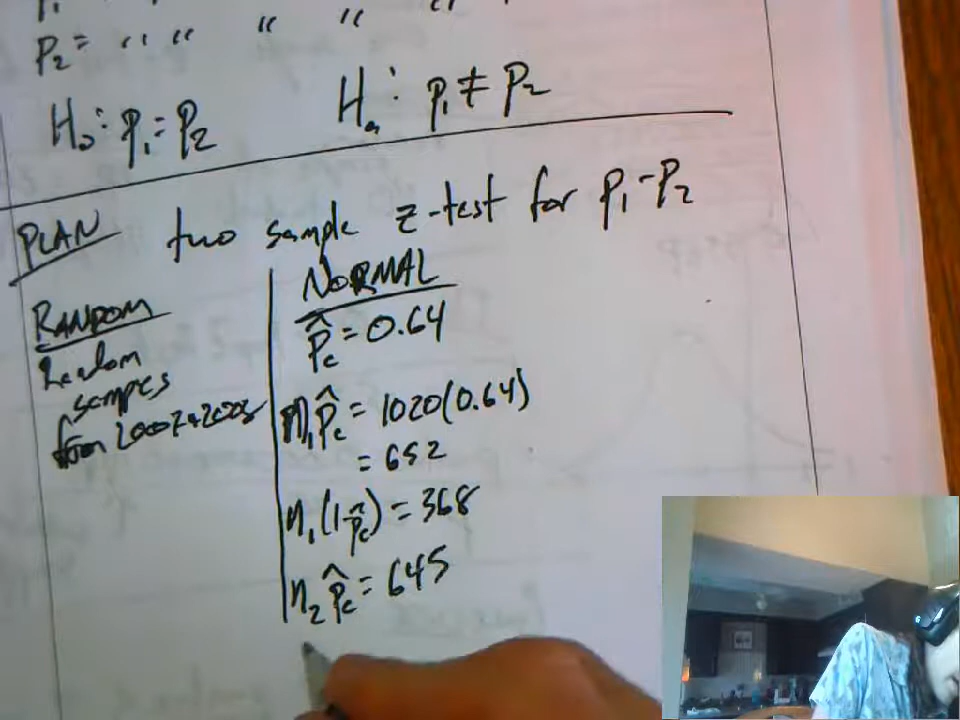 P₂ = " " " " "
H₀: p₁ = p₂
Hₐ: p₁ ≠ p₂
PLAN two sample z-test for p₁-p₂
RANDOM
Random
samples
from 2007+2008
NORMAL
p̂c = 0.64
n₁p̂c = 1020(0.64)
= 652
n₁(1-p̂c) = 368
n₂p̂c = 645